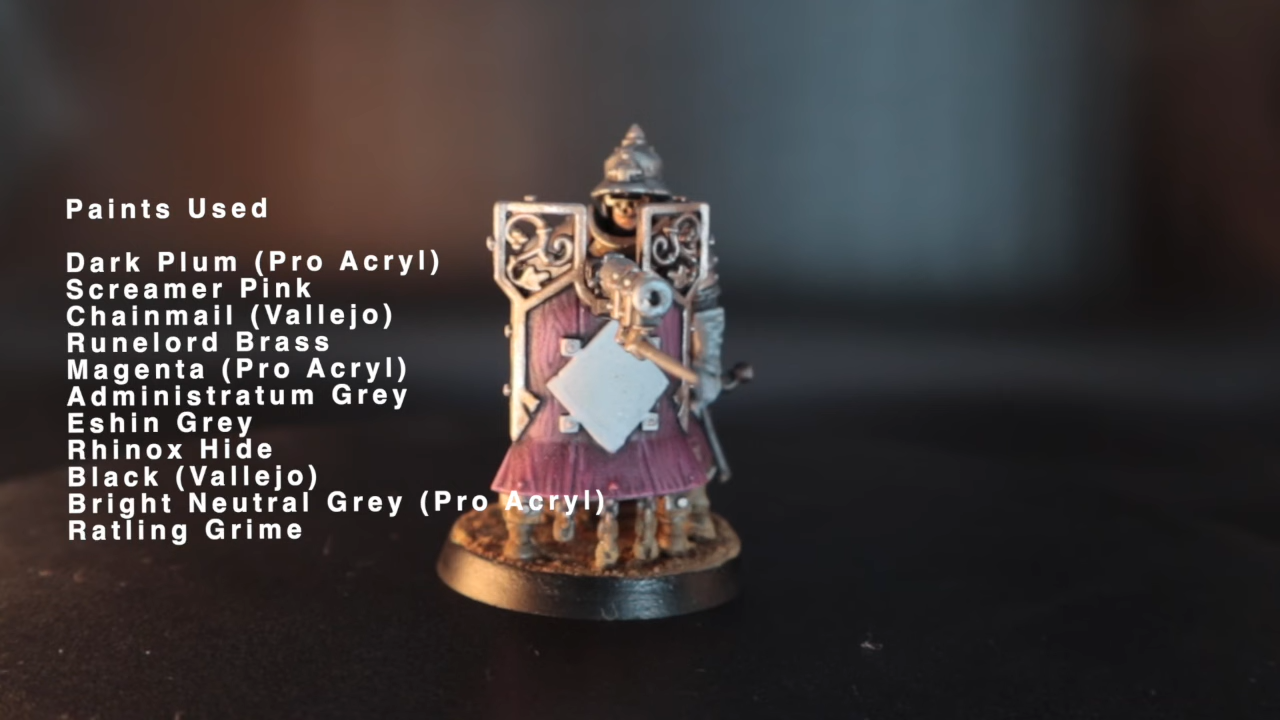 Paints Used
Dark Plum (Pro Acryl)
Screamer Pink
Chainmail (Vallejo)
Runelord Brass
Magenta (Pro Acryl)
Administratum Grey
Eshin Grey
Rhinox Hide
Black (Vallejo)
Bright Neutral Grey (Pro Acryl)
Ratling Grime